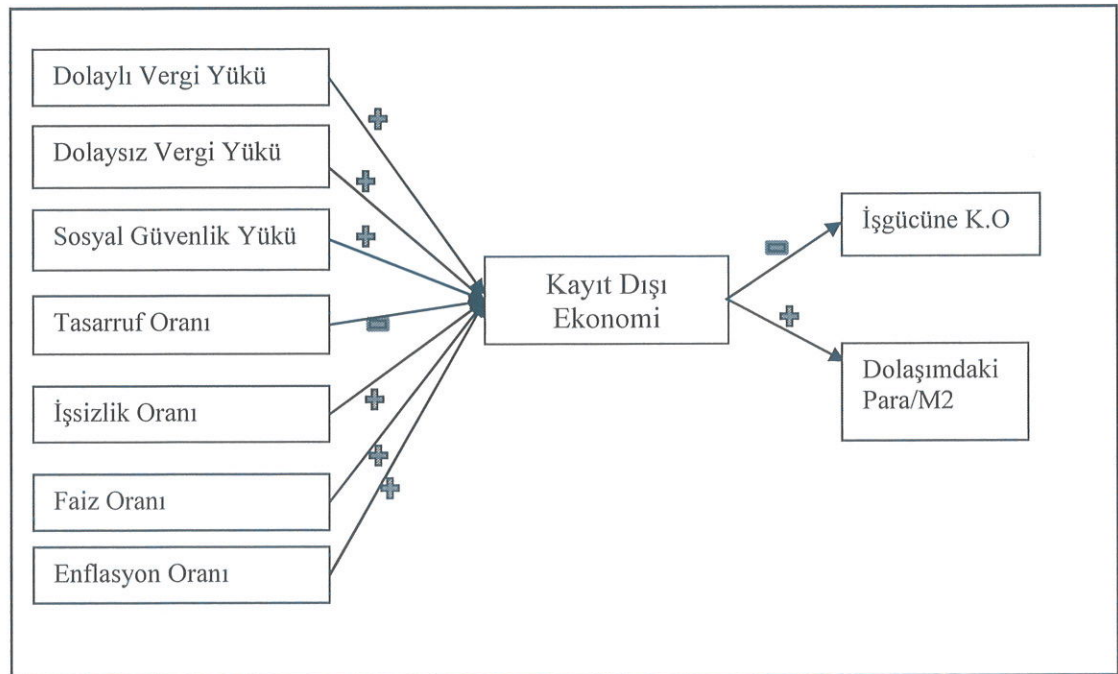 Dolaylı Vergi Yükü
Dolaysız Vergi Yükü
Sosyal Güvenlik Yükü
Tasarruf Oranı
İşsizlik Oranı
Faiz Oranı
Enflasyon Oranı
Kayıt Dışı
Ekonomi
İşgücüne K.O
Dolaşımdaki
Para/M2